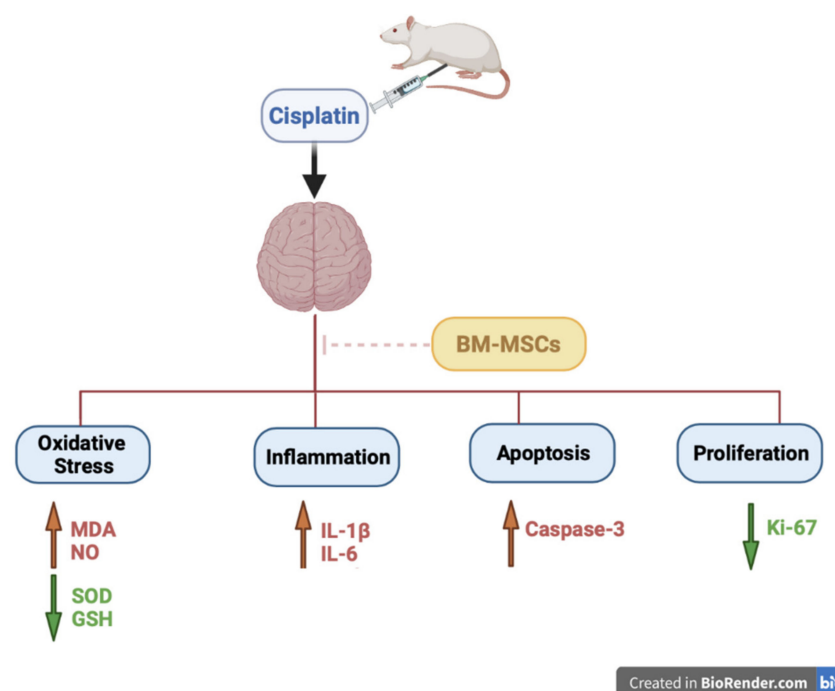 Cisplatin
BM-MSCs
Oxidative
Stress
Inflammation
Apoptosis
Proliferation
MDA
NO
SOD
GSH
IL-1β
IL-6
Caspase-3
Ki-67
Created in BioRender.com bi